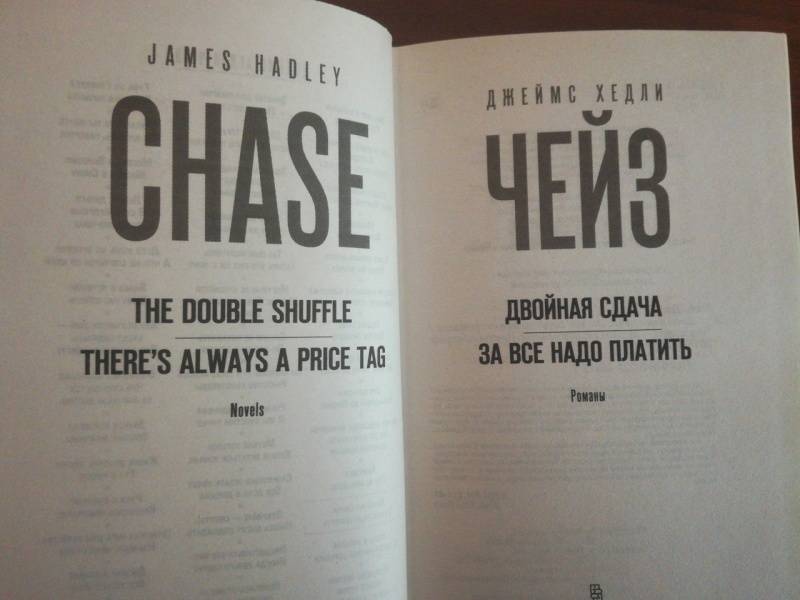 JAMES HADLEY
CHASE
THE DOUBLE SHUFFLE
THERE'S ALWAYS A PRICE TAG
Novels
ДЖЕЙМС ХЕДЛИ
ЧЕЙЗ
ДВОЙНАЯ СДАЧА
ЗА ВСЕ НАДО ПЛАТИТЬ
Романы